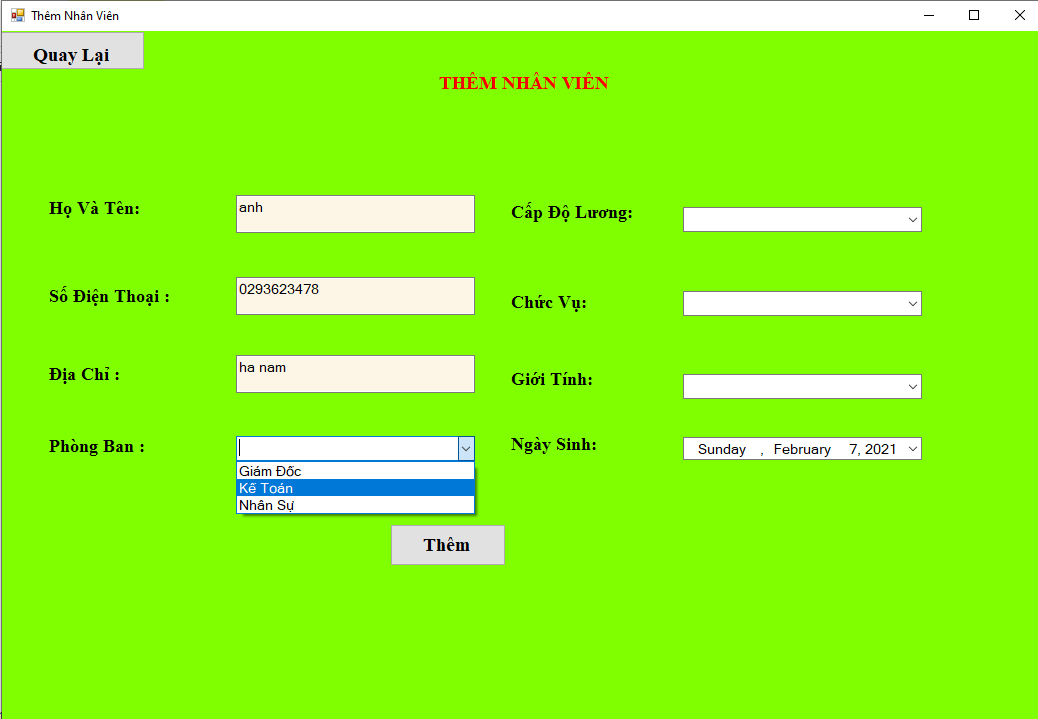 Thêm Nhân Viên
Quay Lại
THÊM NHÂN VIÊN
Họ Và Tên: anh
Cấp Độ Lương:
Số Điện Thoại : 0293623478
Chức Vụ:
Địa Chỉ : ha nam
Giới Tính:
Phòng Ban :
Ngày Sinh: Sunday , February 7, 2021
Giám Đốc
Kế Toán
Nhân Sự
Thêm